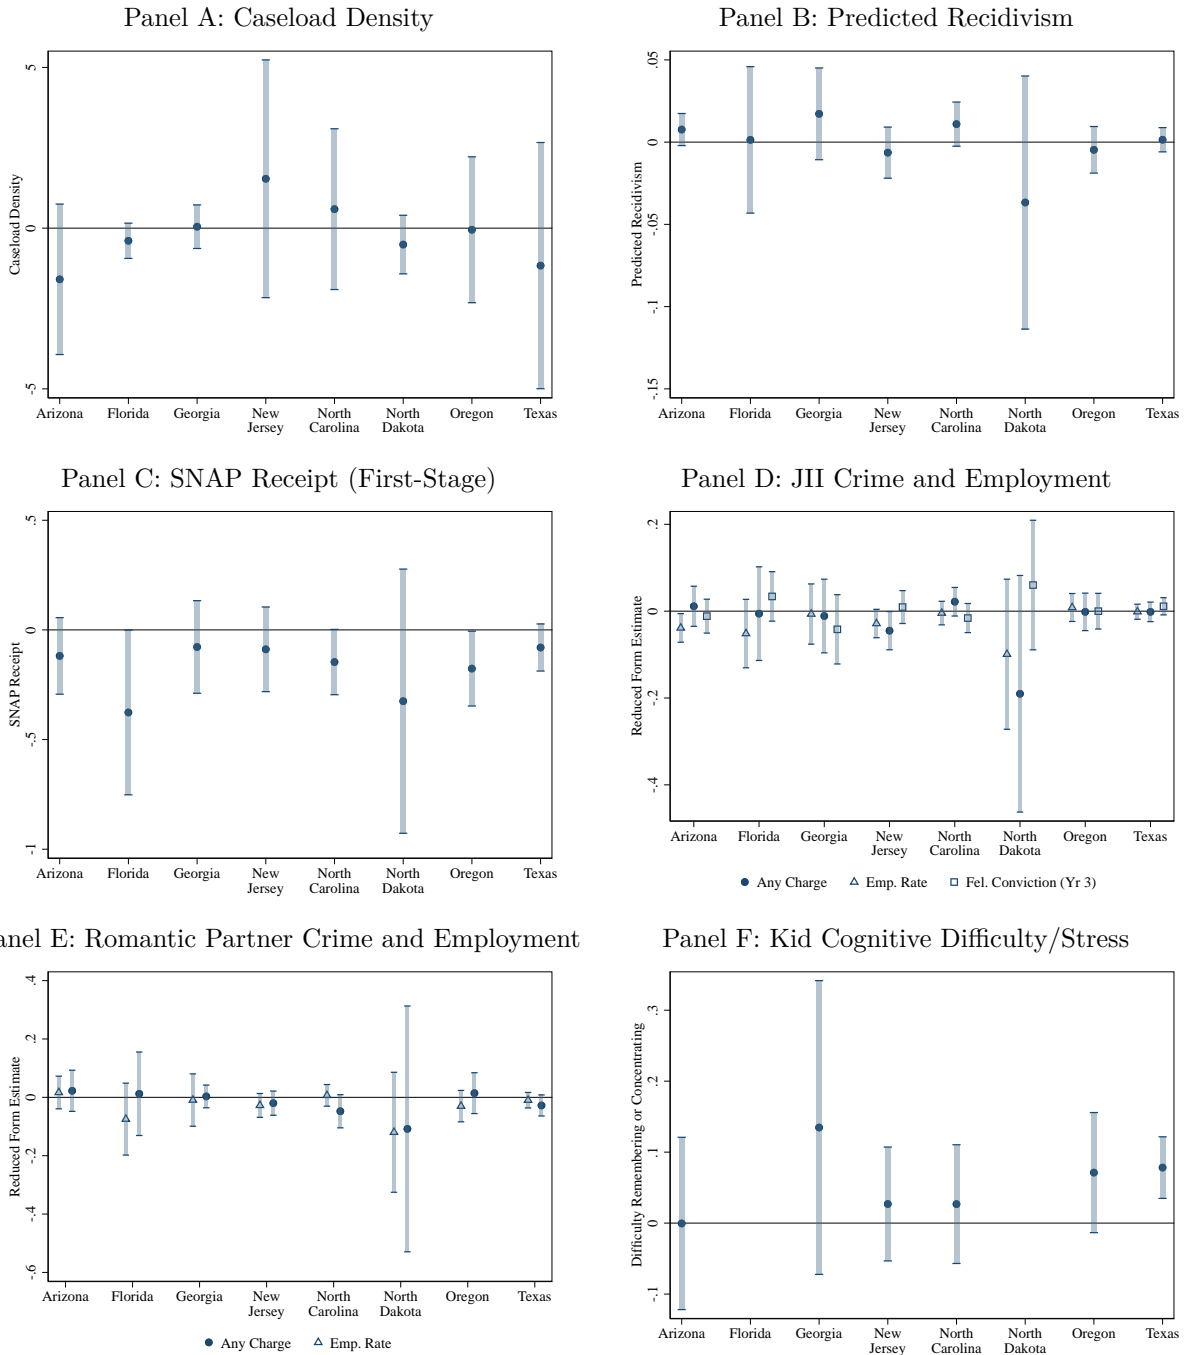 Panel A: Caseload Density
Caseload Density
5
0
-5
Arizona Florida Georgia New Jersey North Carolina North Dakota Oregon Texas
Panel B: Predicted Recidivism
Predicted Recidivism
.05
0
-.05
-.1
-.15
Arizona Florida Georgia New Jersey North Carolina North Dakota Oregon Texas
Panel C: SNAP Receipt (First-Stage)
SNAP Receipt
.5
0
-.5
-1
Arizona Florida Georgia New Jersey North Carolina North Dakota Oregon Texas
Panel D: JII Crime and Employment
Reduced Form Estimate
.2
0
-.2
-.4
Arizona Florida Georgia New Jersey North Carolina North Dakota Oregon Texas
Any Charge Emp. Rate Fel. Conviction (Yr 3)
anel E: Romantic Partner Crime and Employment
Reduced Form Estimate
.4
.2
0
-.2
-.4
-.6
Arizona Florida Georgia New Jersey North Carolina North Dakota Oregon Texas
Any Charge Emp. Rate
Panel F: Kid Cognitive Difficulty/Stress
Difficulty Remembering or Concentrating
.3
.2
.1
0
-.1
Arizona Florida Georgia New Jersey North Carolina North Dakota Oregon Texas